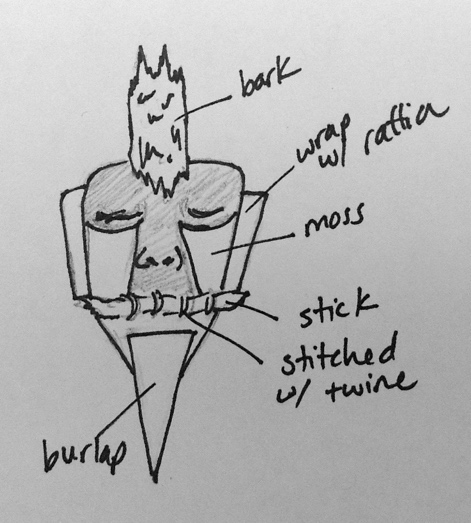 bark
wrap
w/ raffia
moss
stick
stitched
w/ twine
burlap